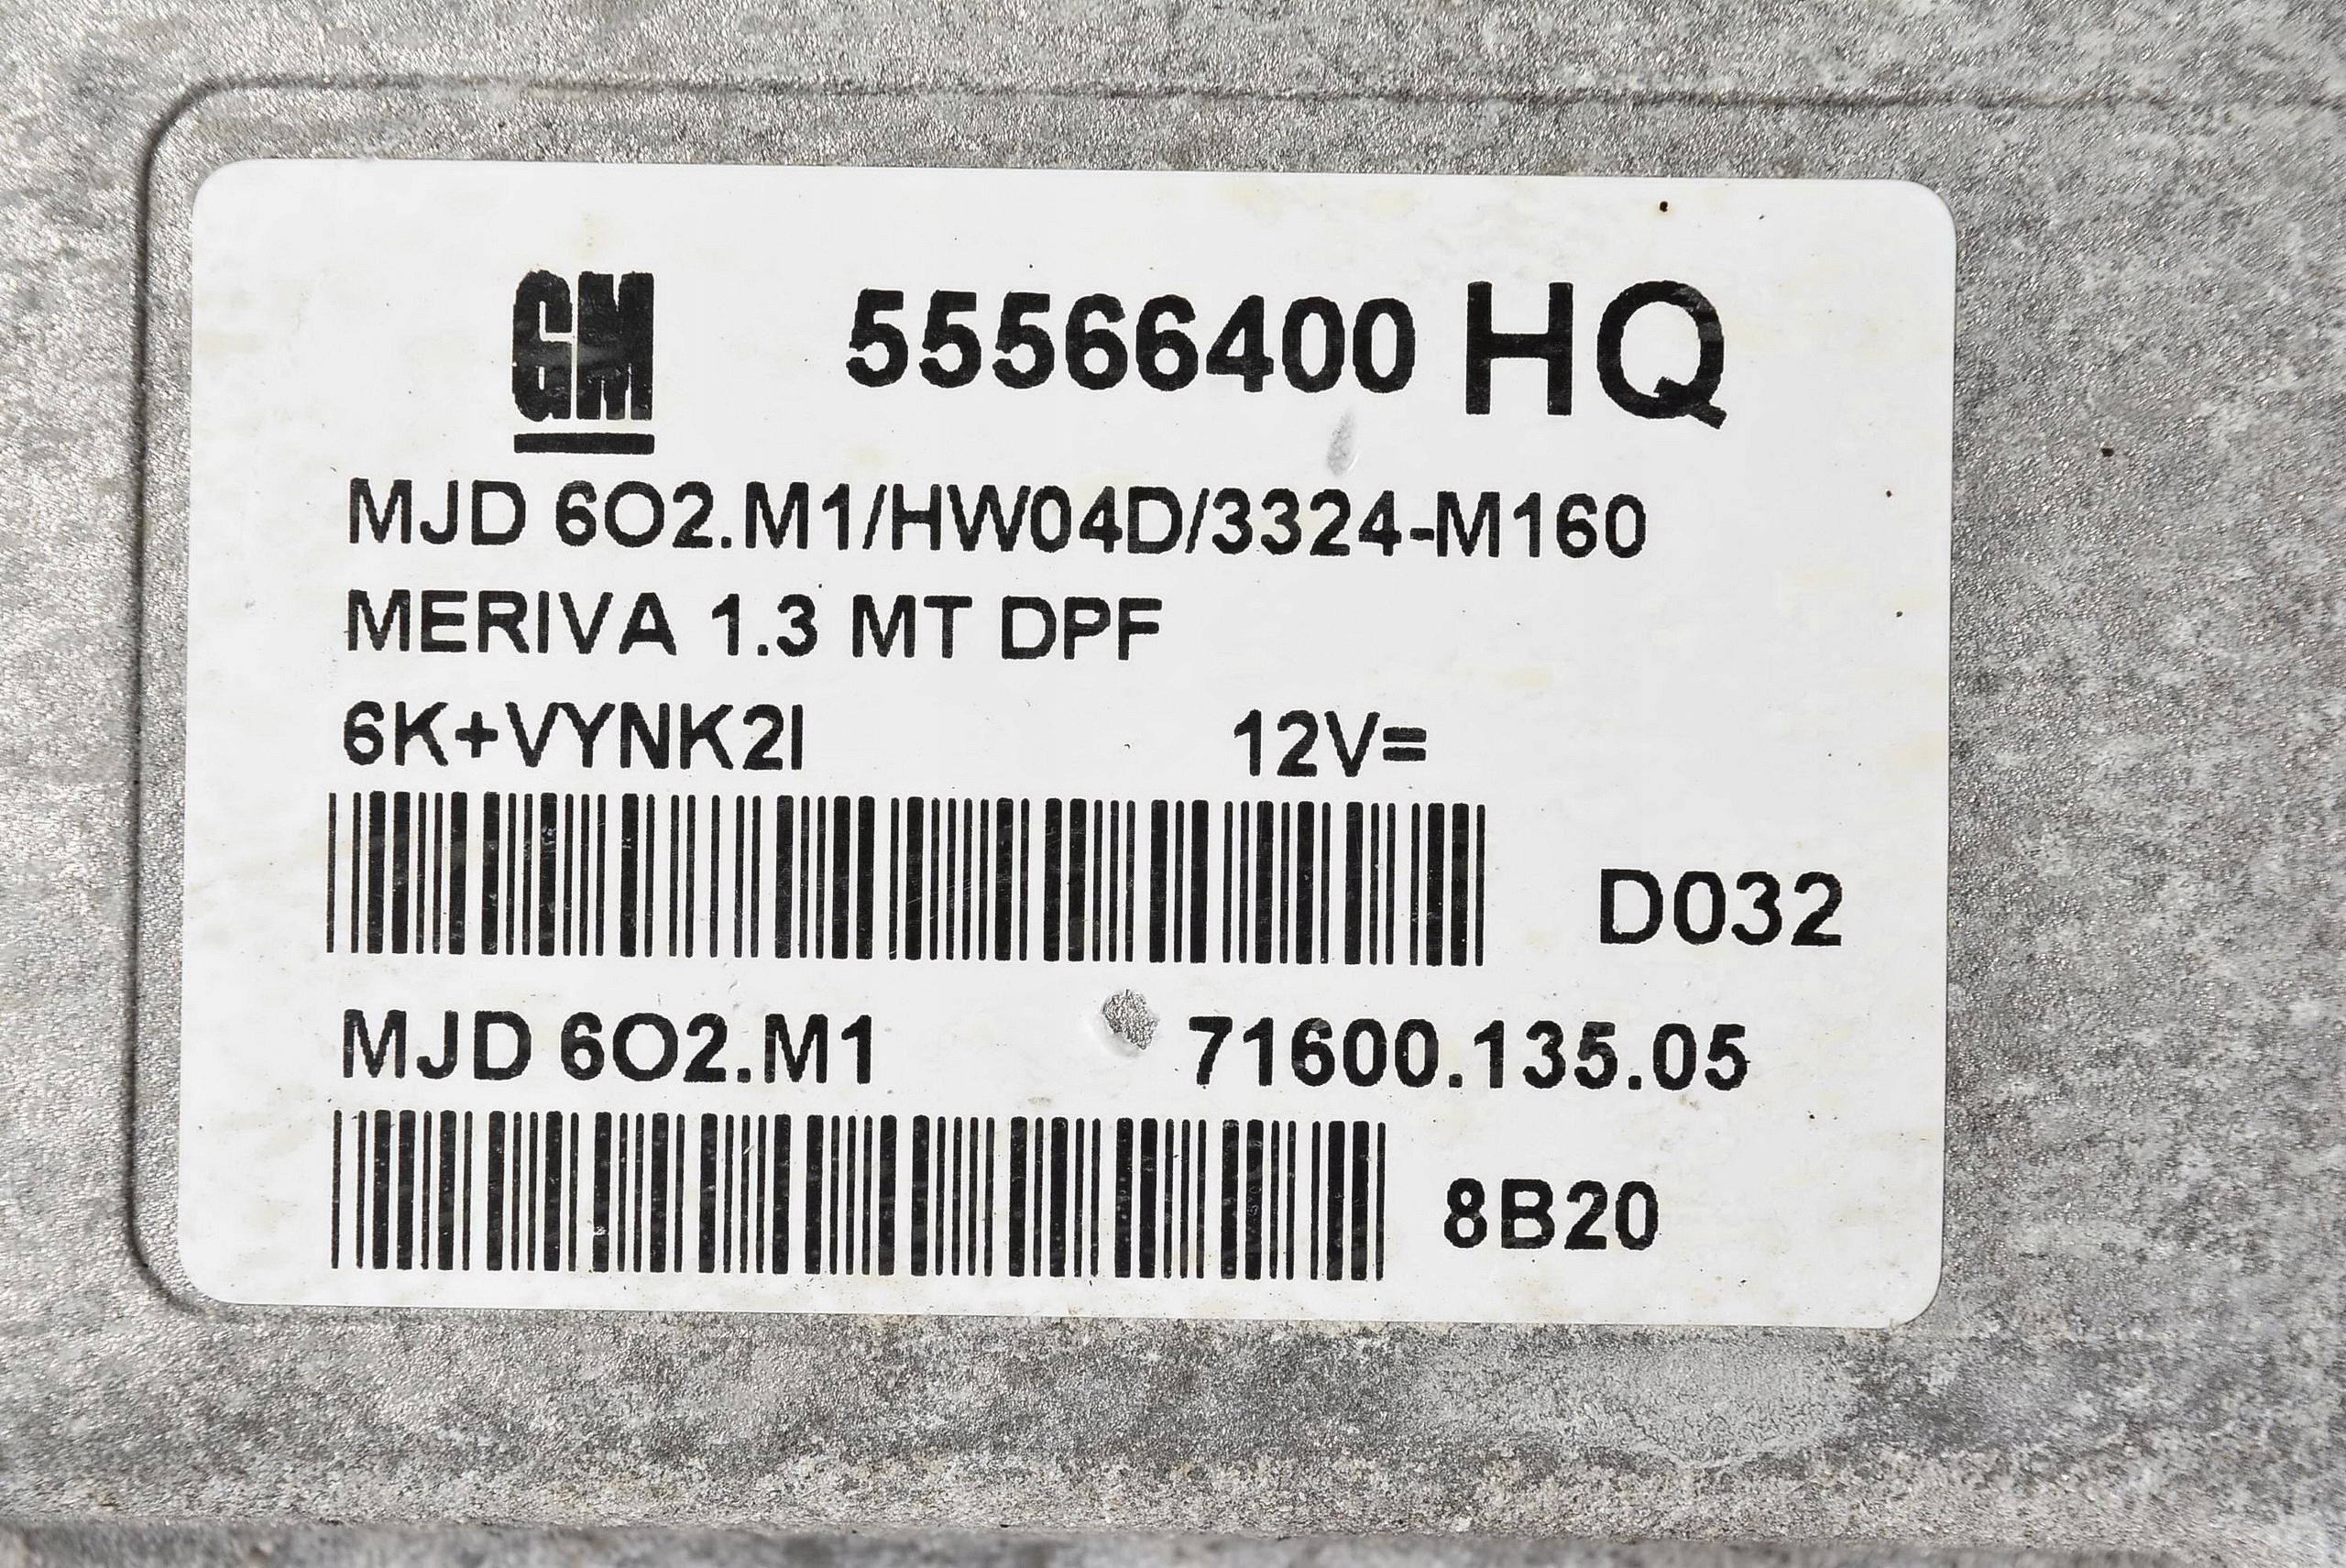 GM 55566400 HQ
MJD 6O2.M1/HW04D/3324-M160
MERIVA 1.3 MT DPF
6K+VYNK2I 12V=
D032
MJD 6O2.M1 71600.135.05
8B20